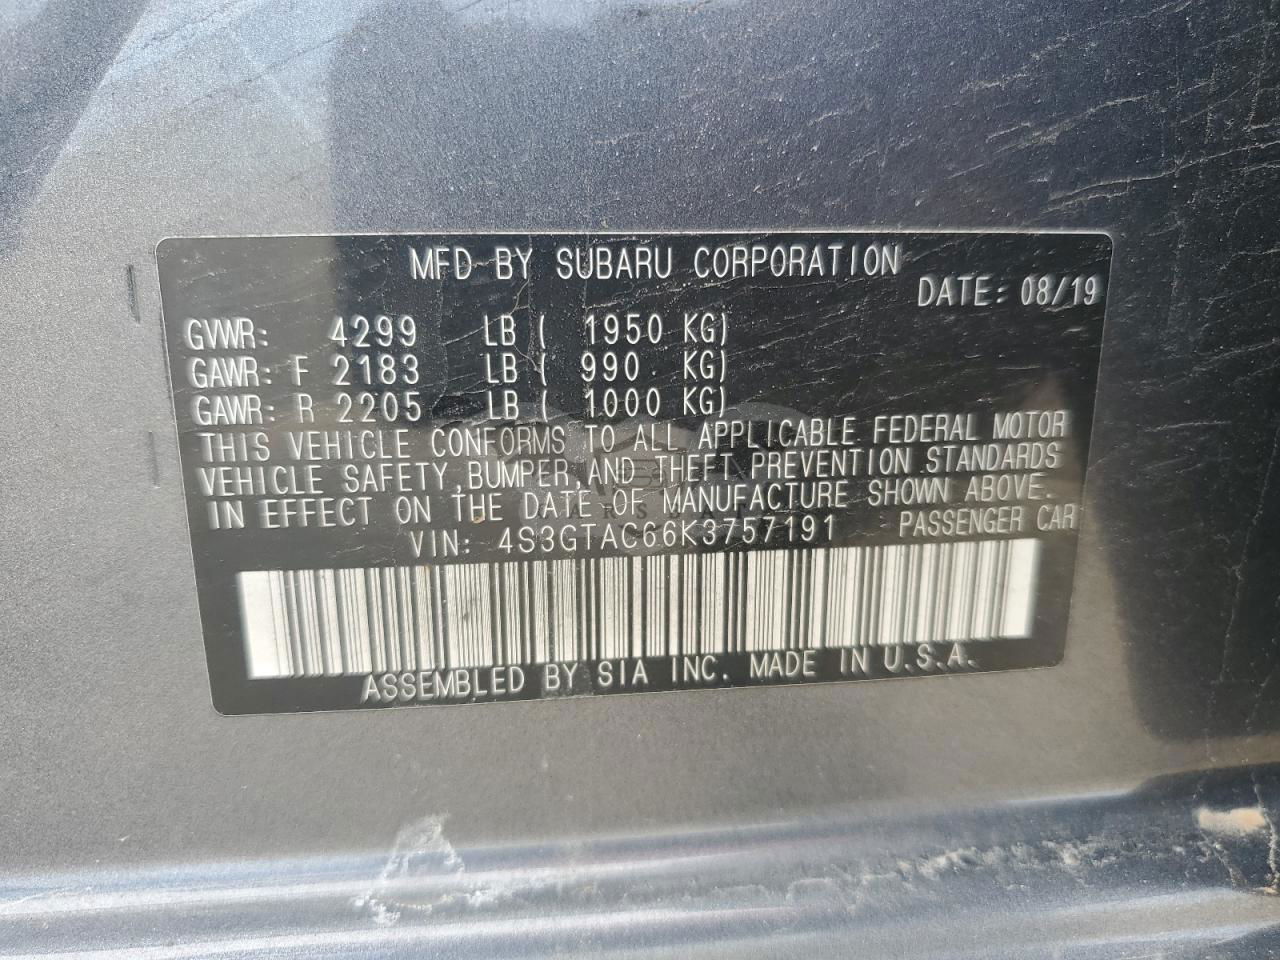 MFD BY SUBARU CORPORATION
DATE: 08/19
GVWR: 4299 LB ( 1950 KG)
GAWR: F 2183 LB ( 990 KG)
GAWR: R 2205 LB ( 1000 KG)
THIS VEHICLE CONFORMS TO ALL APPLICABLE FEDERAL MOTOR
VEHICLE SAFETY,BUMPER,AND THEFT PREVENTION STANDARDS
IN EFFECT ON THE DATE OF MANUFACTURE SHOWN ABOVE.
VIN: 4S3GTAC66K3757191 PASSENGER CAR
ASSEMBLED BY SIA INC. MADE IN U.S.A.